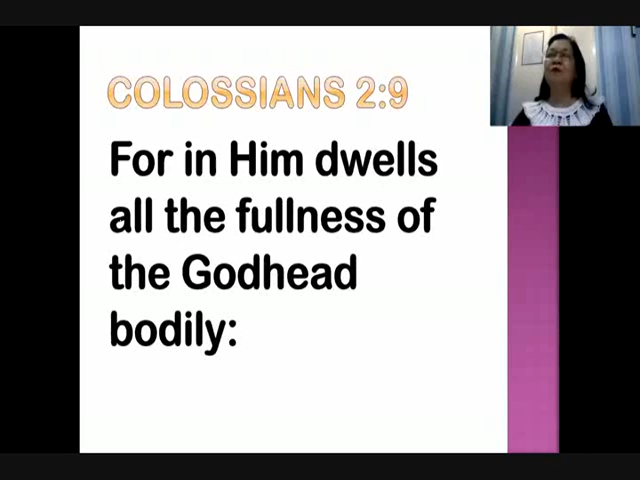 COLOSSIANS 2:9
For in Him dwells
all the fullness of
the Godhead
bodily: